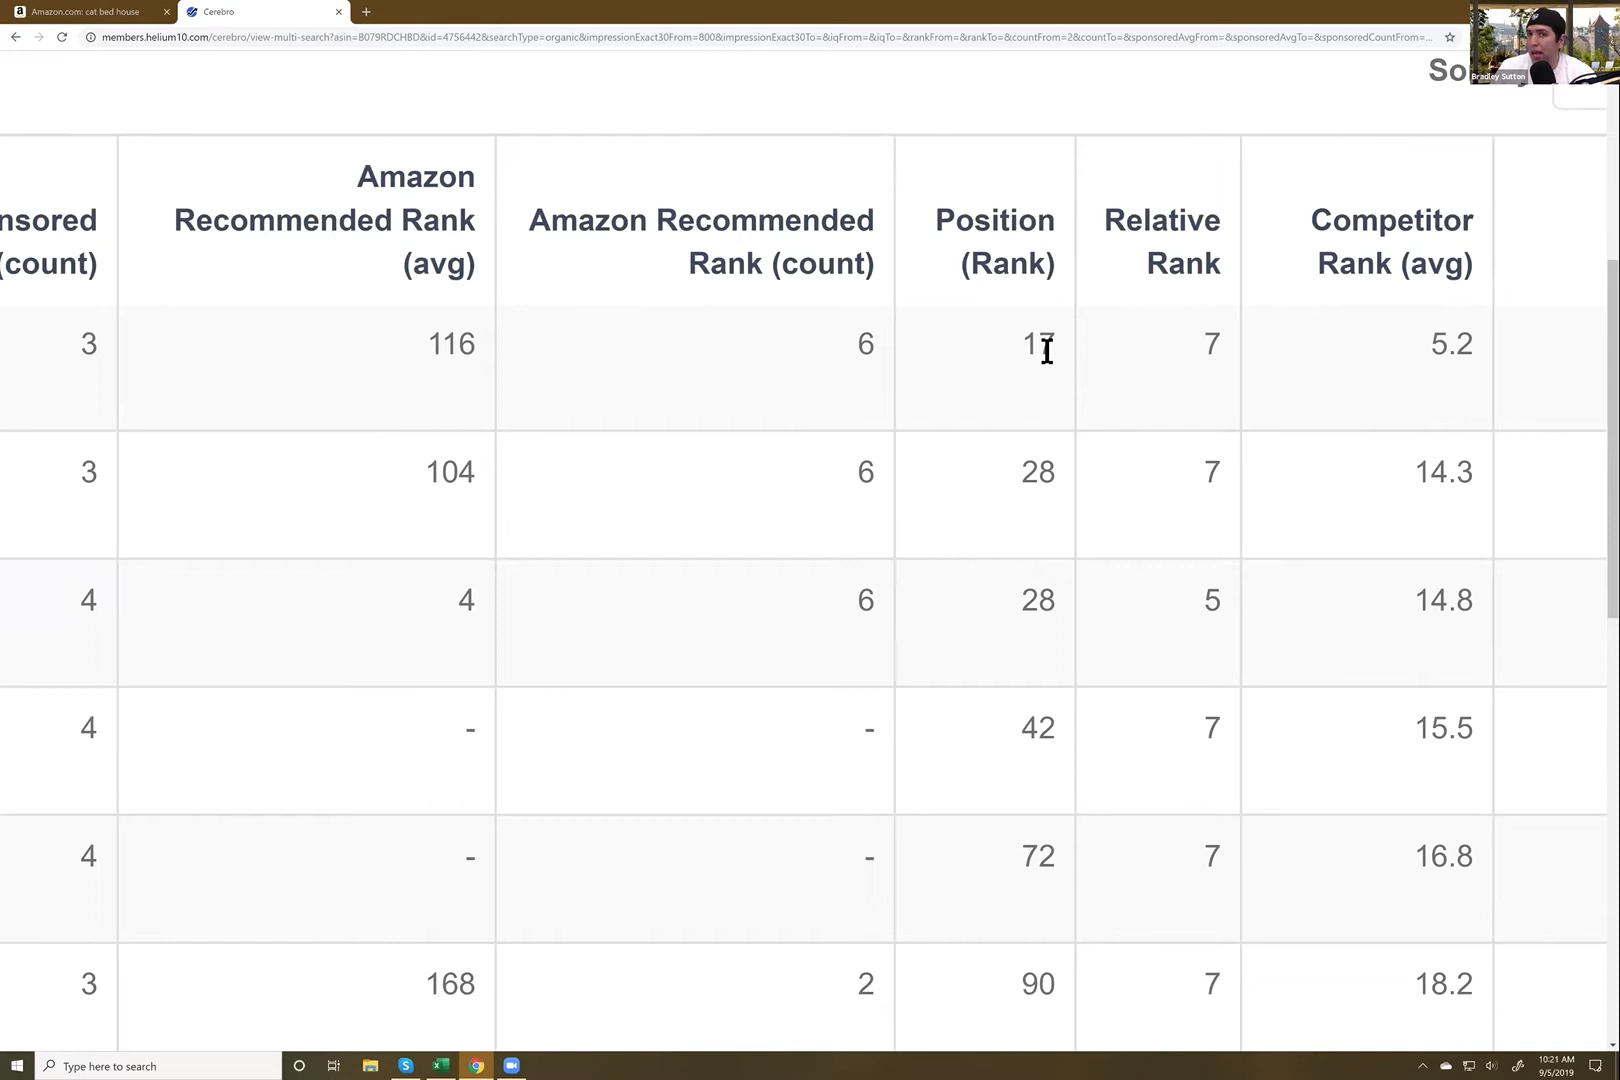 Amazon.com: cat bed house
Cerebro
members.helium10.com/cerebro/view-multi-search?asin=B079RDCHBD&id=4756442&searchType=organic&impressionExact30From=800&impressionExact30To=&iqFrom=&iqTo=&rankFrom=&rankTo=&countFrom=2&countTo=&sponsoredAvgFrom=&sponsoredAvgTo=&sponsoredCountFrom=...
Bradley Sutton
So
nsored (count)
Amazon Recommended Rank (avg)
Amazon Recommended Rank (count)
Position (Rank)
Relative Rank
Competitor Rank (avg)
3 116 6 17 7 5.2
3 104 6 28 7 14.3
4 4 6 28 5 14.8
4 - - 42 7 15.5
4 - - 72 7 16.8
3 168 2 90 7 18.2
Type here to search
10:21 AM
9/5/2019